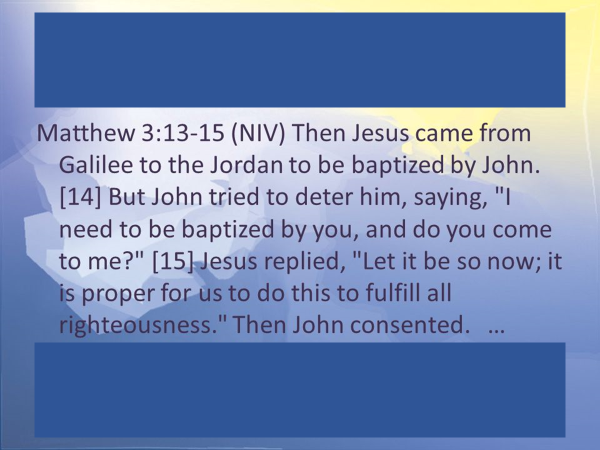 Matthew 3:13-15 (NIV) Then Jesus came from
Galilee to the Jordan to be baptized by John.
[14] But John tried to deter him, saying, "I
need to be baptized by you, and do you come
to me?" [15] Jesus replied, "Let it be so now; it
is proper for us to do this to fulfill all
righteousness." Then John consented. ...